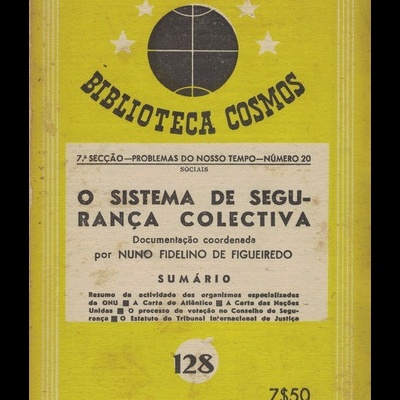 BIBLIOTECA COSMOS
7.ª SECÇÃO—PROBLEMAS DO NOSSO TEMPO—NÚMERO 20
SOCIAIS
O SISTEMA DE SEGU-
RANÇA COLECTIVA
Documentação coordenada
por NUNO FIDELINO DE FIGUEIREDO
SUMÁRIO
Resumo da actividade dos organismos especializados
da ONU ■ A Carta do Atlântico ■ A Carta das Nações
Unidas ■ O processo de votação no Conselho de Segu-
rança ■ O Estatuto do Tribunal Internacional de Justiça
128
7$50